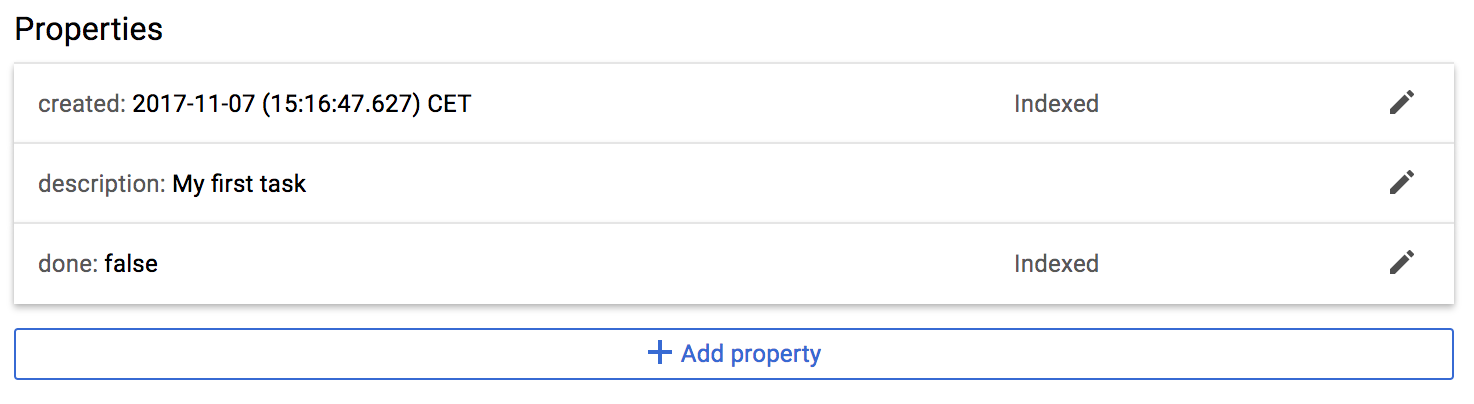 Properties
created: 2017-11-07 (15:16:47.627) CET Indexed
description: My first task
done: false Indexed
Add property